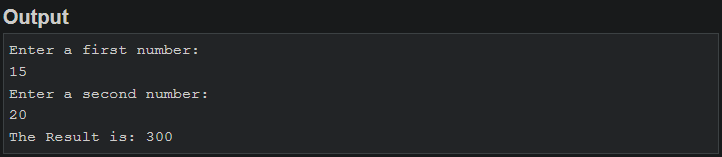 Output
Enter a first number:
15
Enter a second number:
20
The Result is: 300